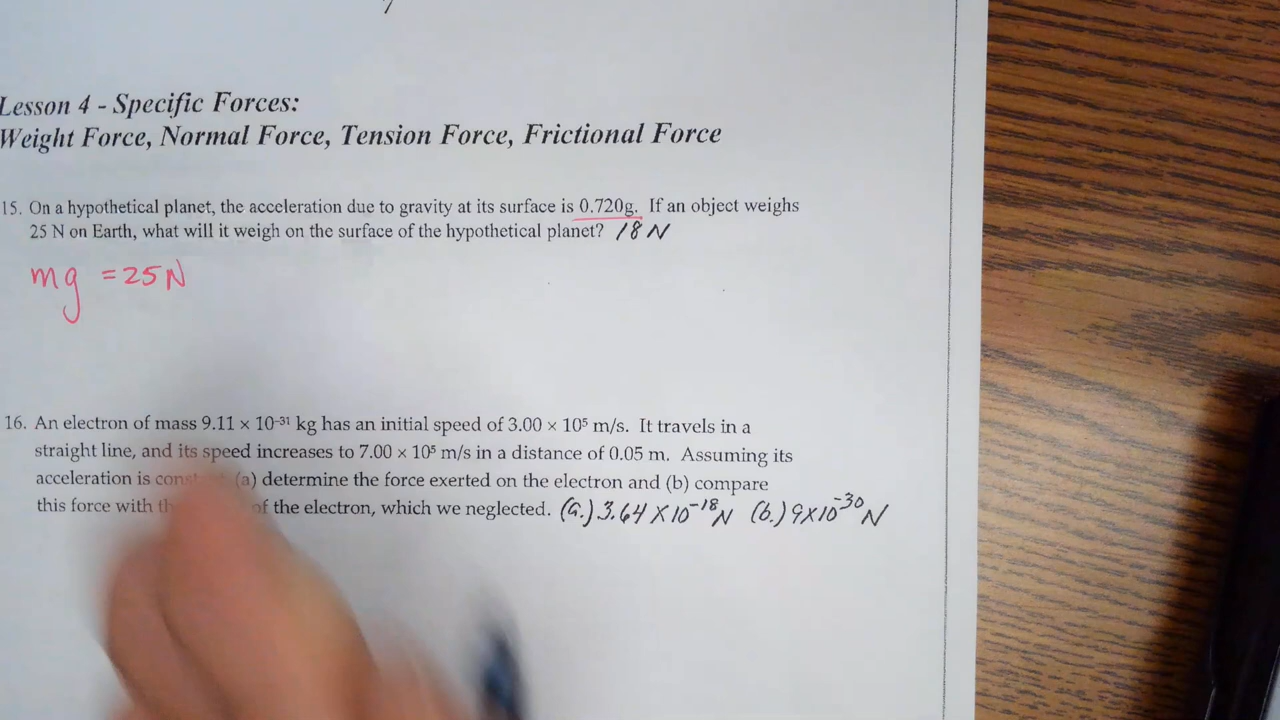 Lesson 4 - Specific Forces:
Weight Force, Normal Force, Tension Force, Frictional Force
15. On a hypothetical planet, the acceleration due to gravity at its surface is 0.720g. If an object weighs
25 N on Earth, what will it weigh on the surface of the hypothetical planet? 18 N
mg = 25 N
16. An electron of mass 9.11 × 10⁻³¹ kg has an initial speed of 3.00 × 10⁵ m/s. It travels in a
straight line, and its speed increases to 7.00 × 10⁵ m/s in a distance of 0.05 m. Assuming its
acceleration is (a) determine the force exerted on the electron and (b) compare
this force with of the electron, which we neglected. (a.) 3.64 X 10⁻¹⁸ N (b.) 9X10⁻³⁰ N